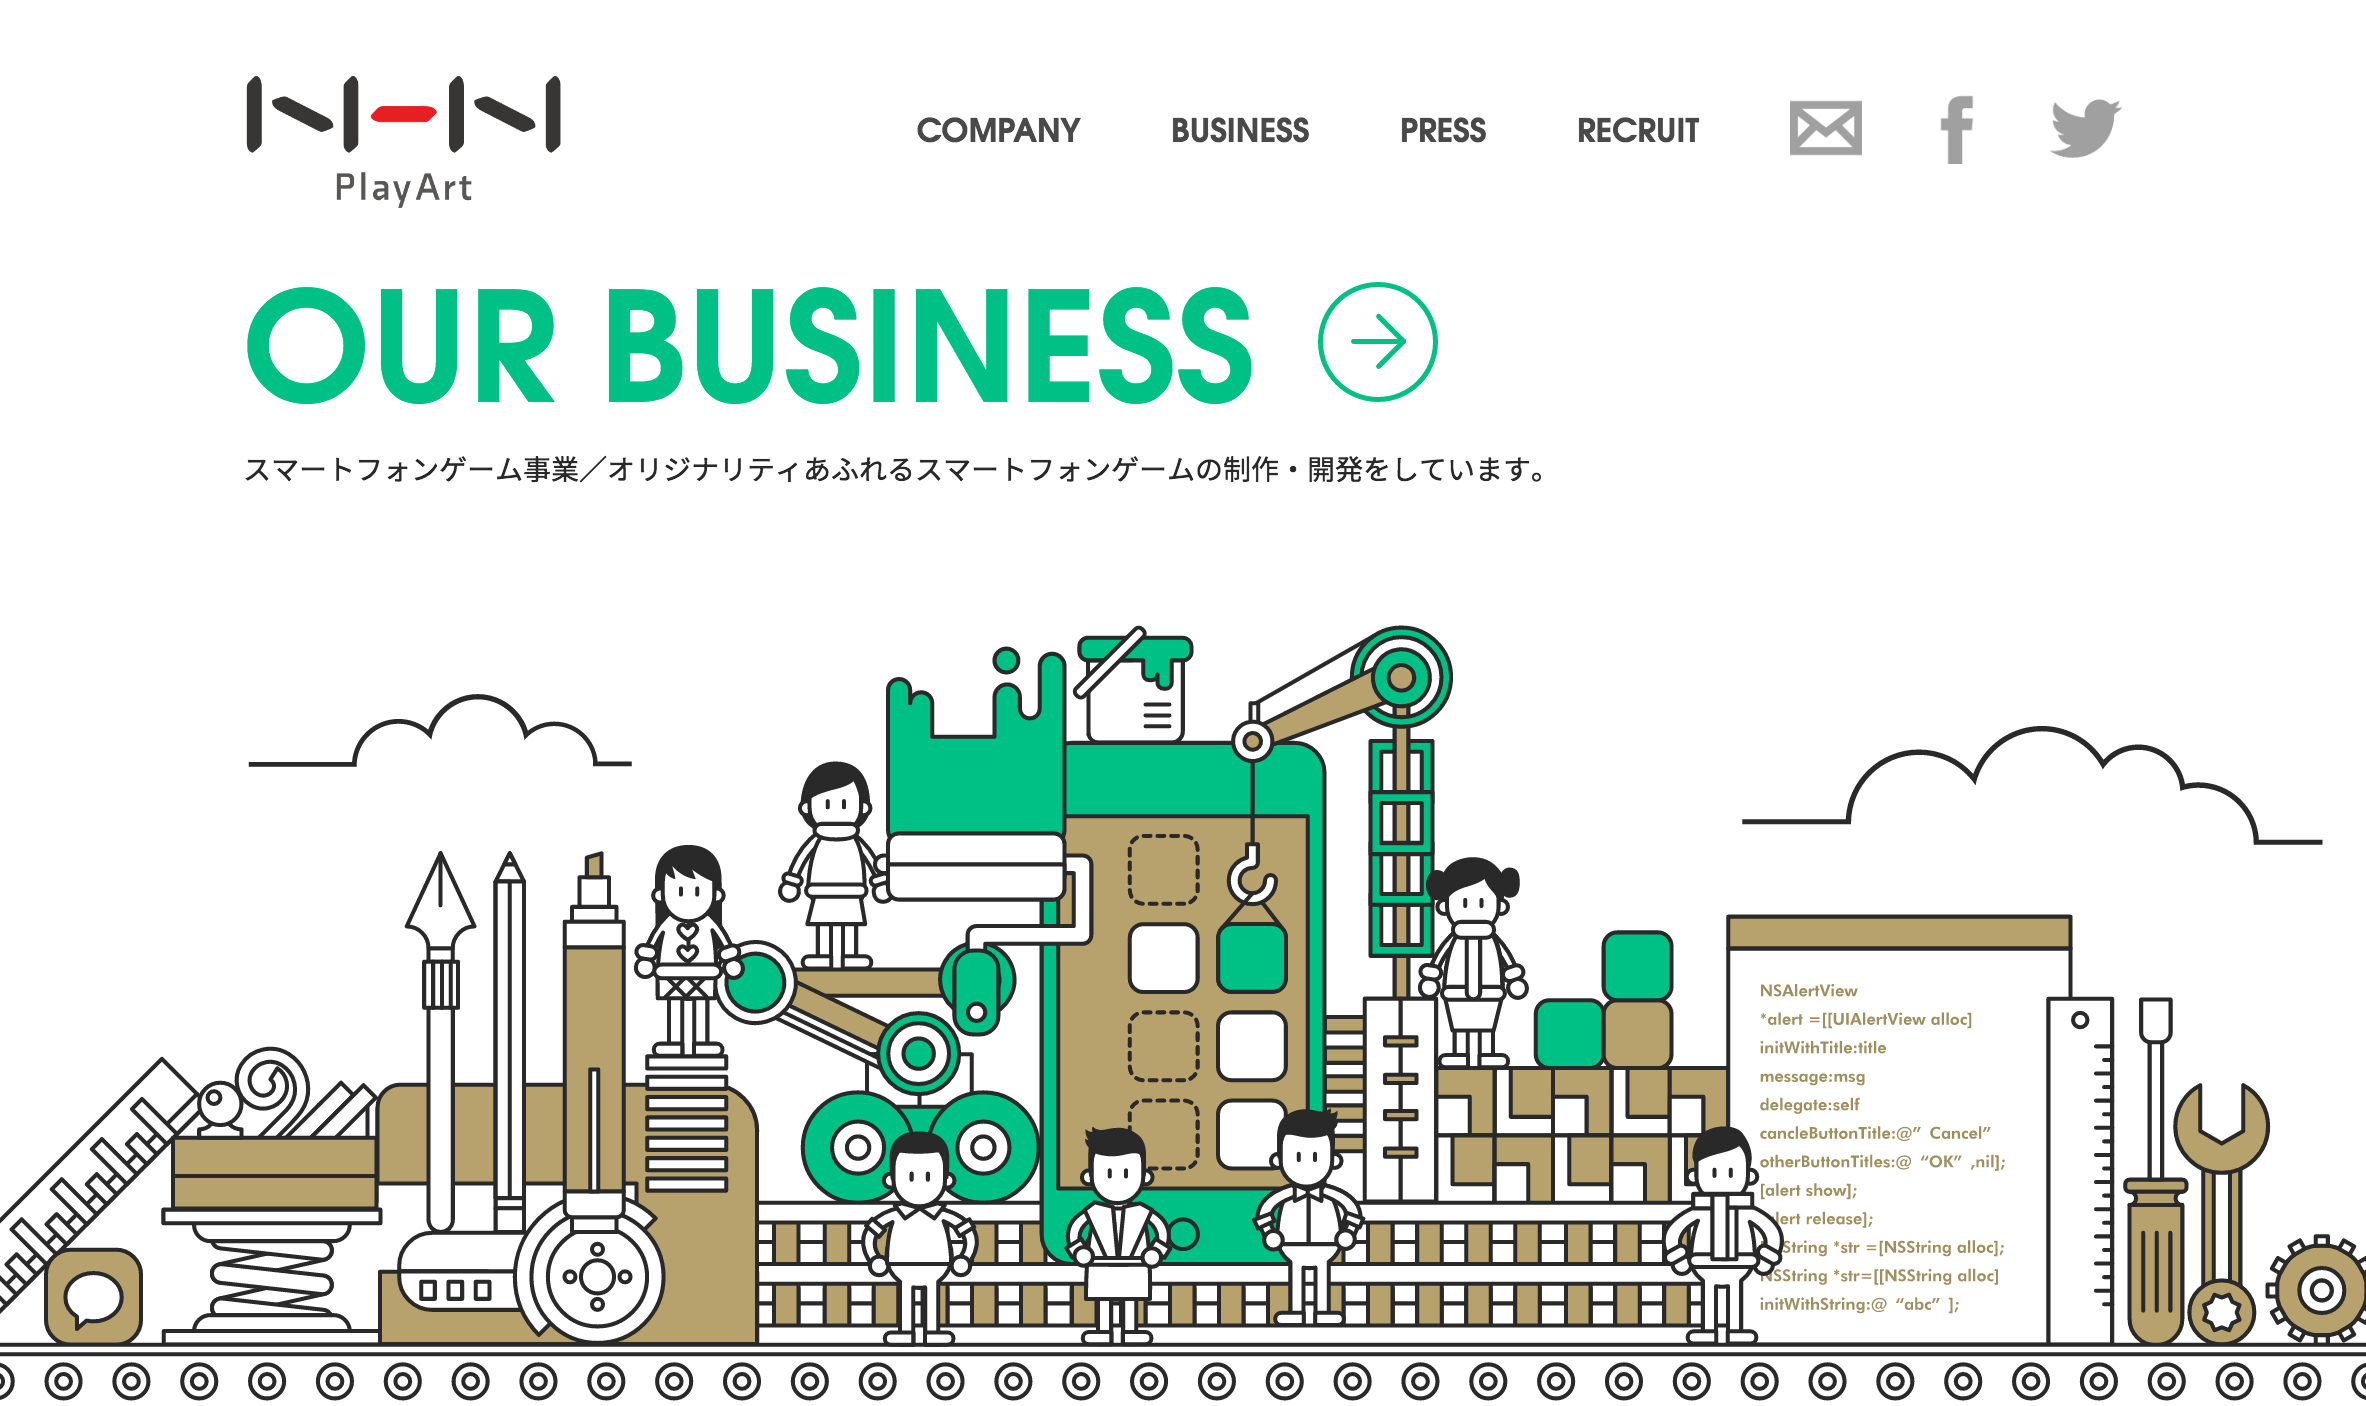 NHN
PlayArt
COMPANY
BUSINESS
PRESS
RECRUIT
OUR BUSINESS
スマートフォンゲーム事業／オリジナリティあふれるスマートフォンゲームの制作・開発をしています。
NSAlertView
*alert =[[UIAlertView alloc]
initWithTitle:title
message:msg
delegate:self
cancleButtonTitle:@” Cancel”
otherButtonTitles:@ “OK” ,nil];
[alert show];
release];
*str =[NSString alloc];
NSString *str=[[NSString alloc]
initWithString:@ “abc” ];